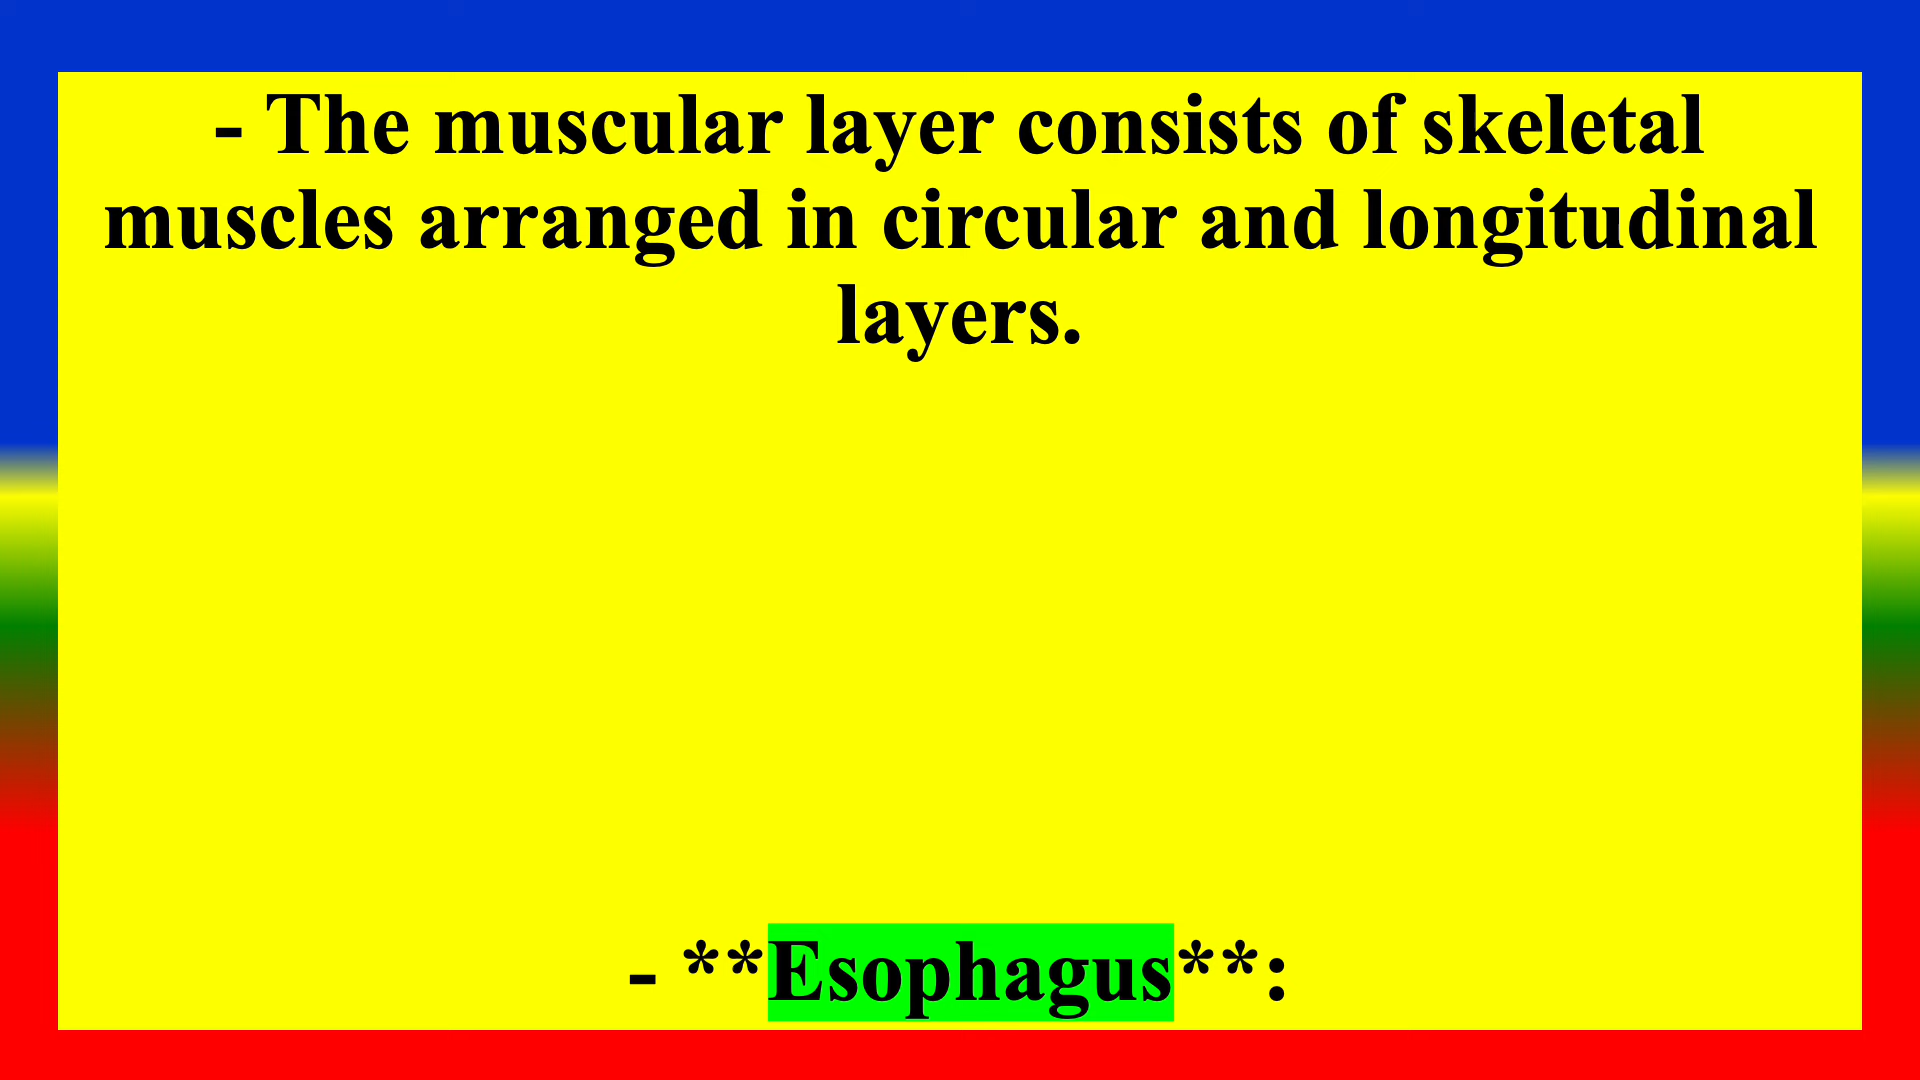 - The muscular layer consists of skeletal
muscles arranged in circular and longitudinal
layers.
- **Esophagus**: